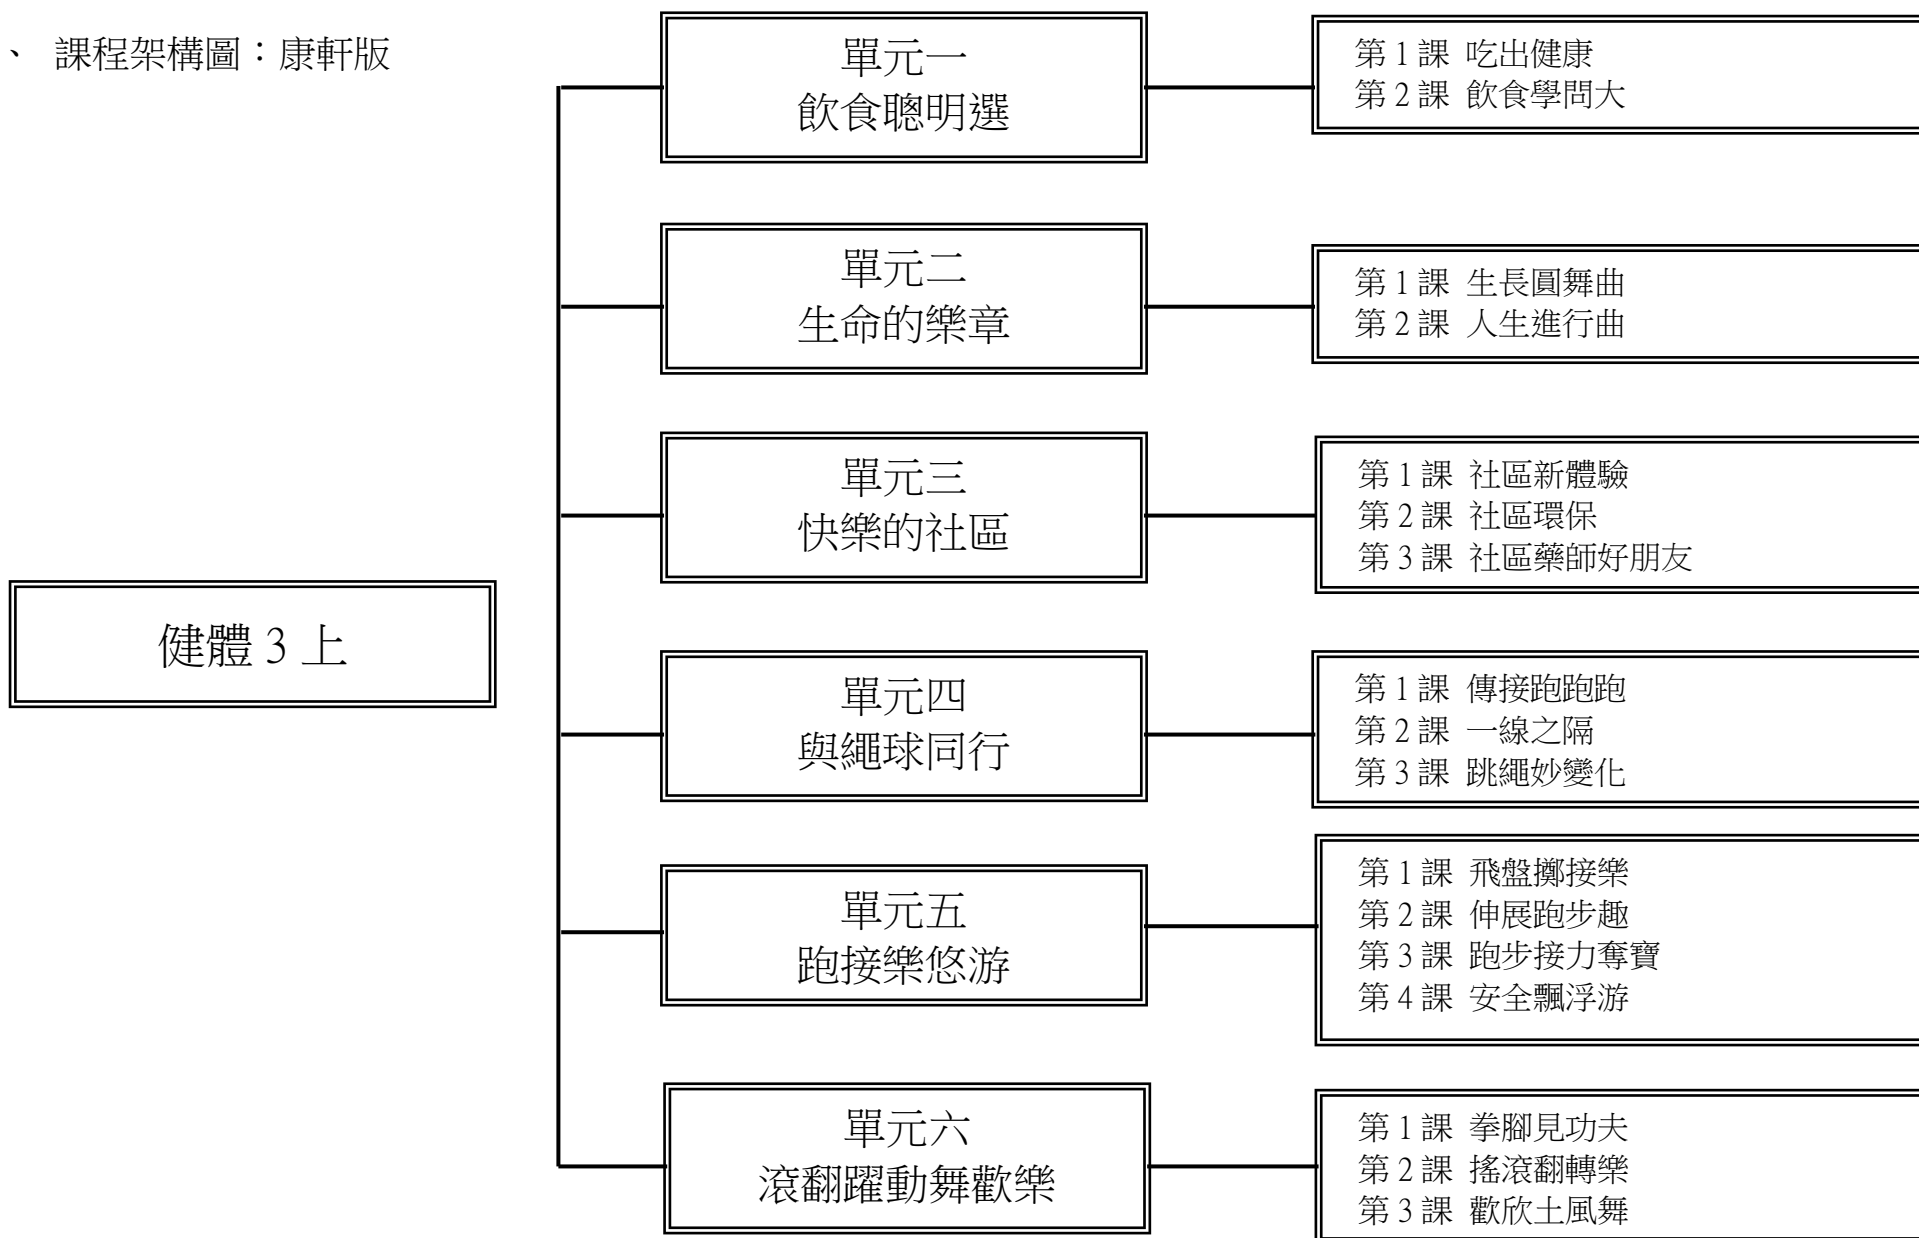 、 課程架構圖：康軒版
健體 3 上
單元一
飲食聰明選
第 1 課 吃出健康
第 2 課 飲食學問大
單元二
生命的樂章
第 1 課 生長圓舞曲
第 2 課 人生進行曲
單元三
快樂的社區
第 1 課 社區新體驗
第 2 課 社區環保
第 3 課 社區藥師好朋友
單元四
與繩球同行
第 1 課 傳接跑跑跑
第 2 課 一線之隔
第 3 課 跳繩妙變化
單元五
跑接樂悠游
第 1 課 飛盤擲接樂
第 2 課 伸展跑步趣
第 3 課 跑步接力奪寶
第 4 課 安全飄浮游
單元六
滾翻躍動舞歡樂
第 1 課 拳腳見功夫
第 2 課 搖滾翻轉樂
第 3 課 歡欣土風舞